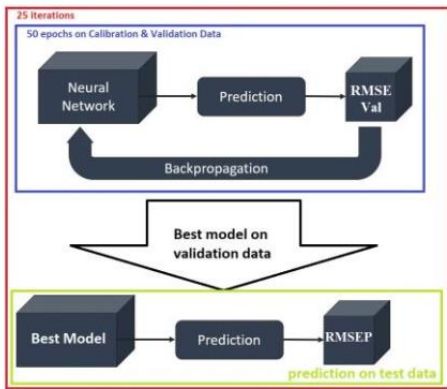 25 iterations
50 epochs on Calibration & Validation Data
Neural
Network
Prediction
RMSE
Val
Backpropagation
Best model on
validation data
Best Model
Prediction
RMSEP
prediction on test data